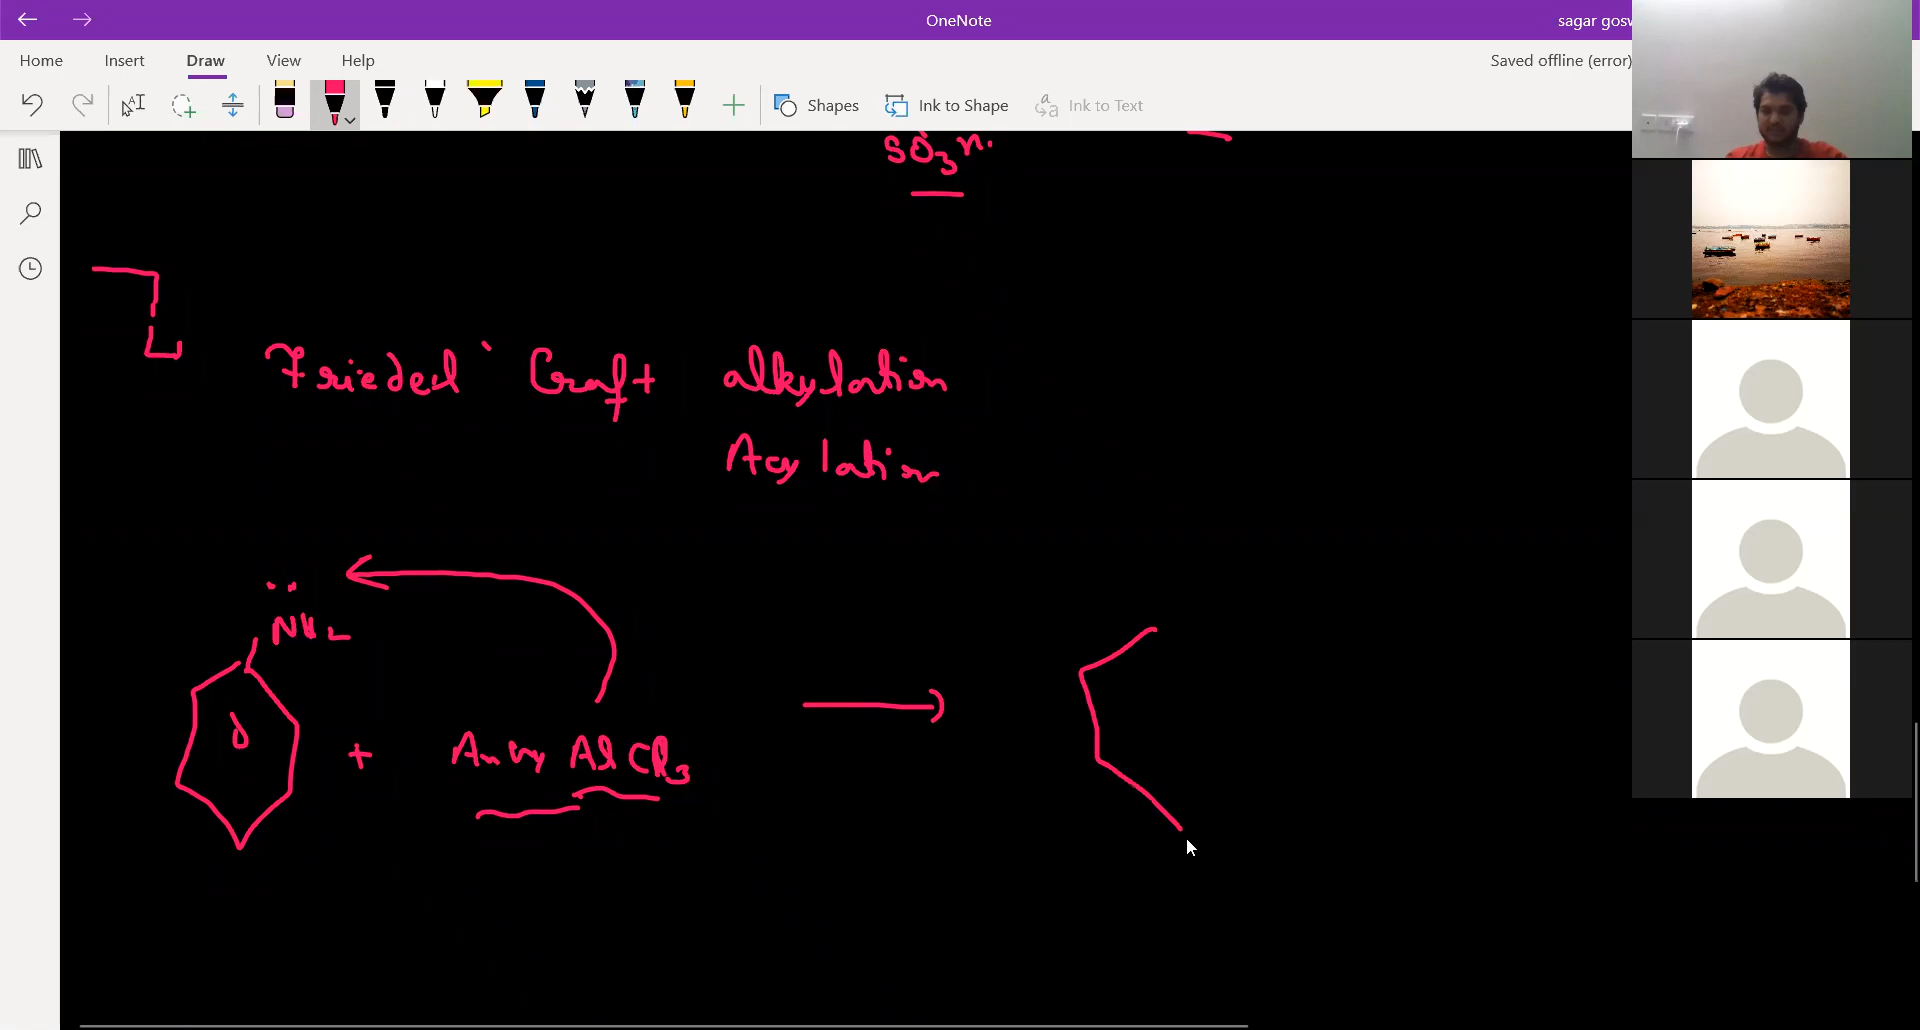 OneNote
sagar gosw
Home Insert Draw View Help
Saved offline (error)
Shapes Ink to Shape Ink to Text
SO3H.
Friedel Craft alkylation
Acylation
NH2
+ Anhy AlCl3